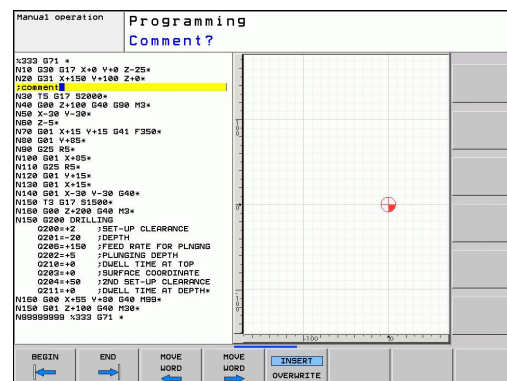 Manual operation
Programming
Comment?
%333 G71 *
N10 G30 G17 X+0 Y+0 Z-25*
N20 G31 X+150 Y+100 Z+0*
;comment
N30 T5 G17 S2000*
N40 G00 Z+100 G40 G90 M3*
N50 X-30 Y-30*
N60 Z-5*
N70 G01 X+15 Y+15 G41 F350*
N80 G01 Y+85*
N90 G25 R5*
N100 G01 X+85*
N110 G25 R5*
N120 G01 Y+15*
N130 G01 X+15*
N140 G01 X-30 Y-30 G40*
N150 T3 G17 S1500*
N160 G00 Z+200 G40 M3*
N150 G200 DRILLING
Q200=+2 ;SET-UP CLEARANCE
Q201=-20 ;DEPTH
Q206=+150 ;FEED RATE FOR PLNGNG
Q202=+5 ;PLUNGING DEPTH
Q210=+0 ;DWELL TIME AT TOP
Q203=+0 ;SURFACE COORDINATE
Q204=+50 ;2ND SET-UP CLEARANCE
Q211=+0 ;DWELL TIME AT DEPTH*
N160 G00 X+55 Y+80 G40 M99*
N150 G01 Z+100 G40 M30*
N99999999 %333 G71 *
-100
0
BEGIN
END
MOVE WORD
MOVE WORD
INSERT
OVERWRITE